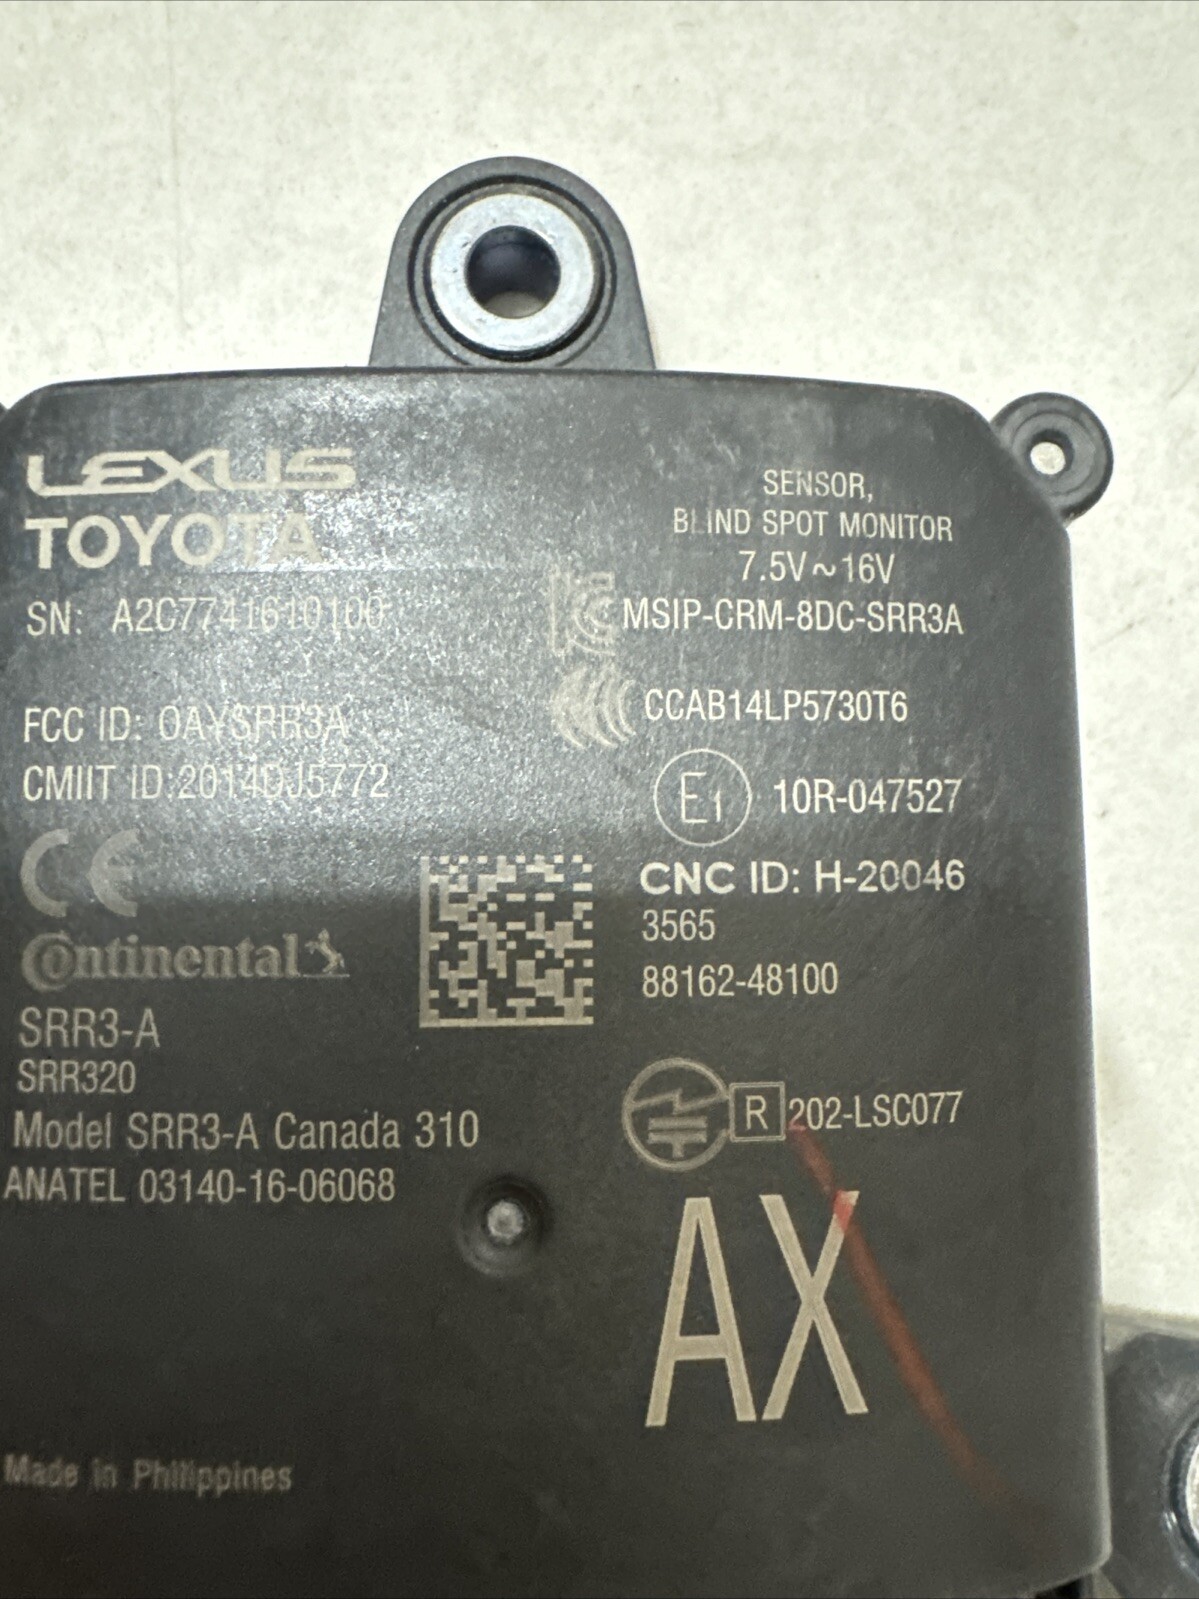 LEXUS
TOYOTA
SN: A2C7741610100
FCC ID: OAYSRR3A
CMIIT ID:2014DJ5772
CE
Continental
SRR3-A
SRR320
Model SRR3-A Canada 310
ANATEL 03140-16-06068
Made in Philippines
SENSOR,
BLIND SPOT MONITOR
7.5V~16V
MSIP-CRM-8DC-SRR3A
CCAB14LP5730T6
E1 10R-047527
CNC ID: H-20046
3565
88162-48100
R 202-LSC077
AX